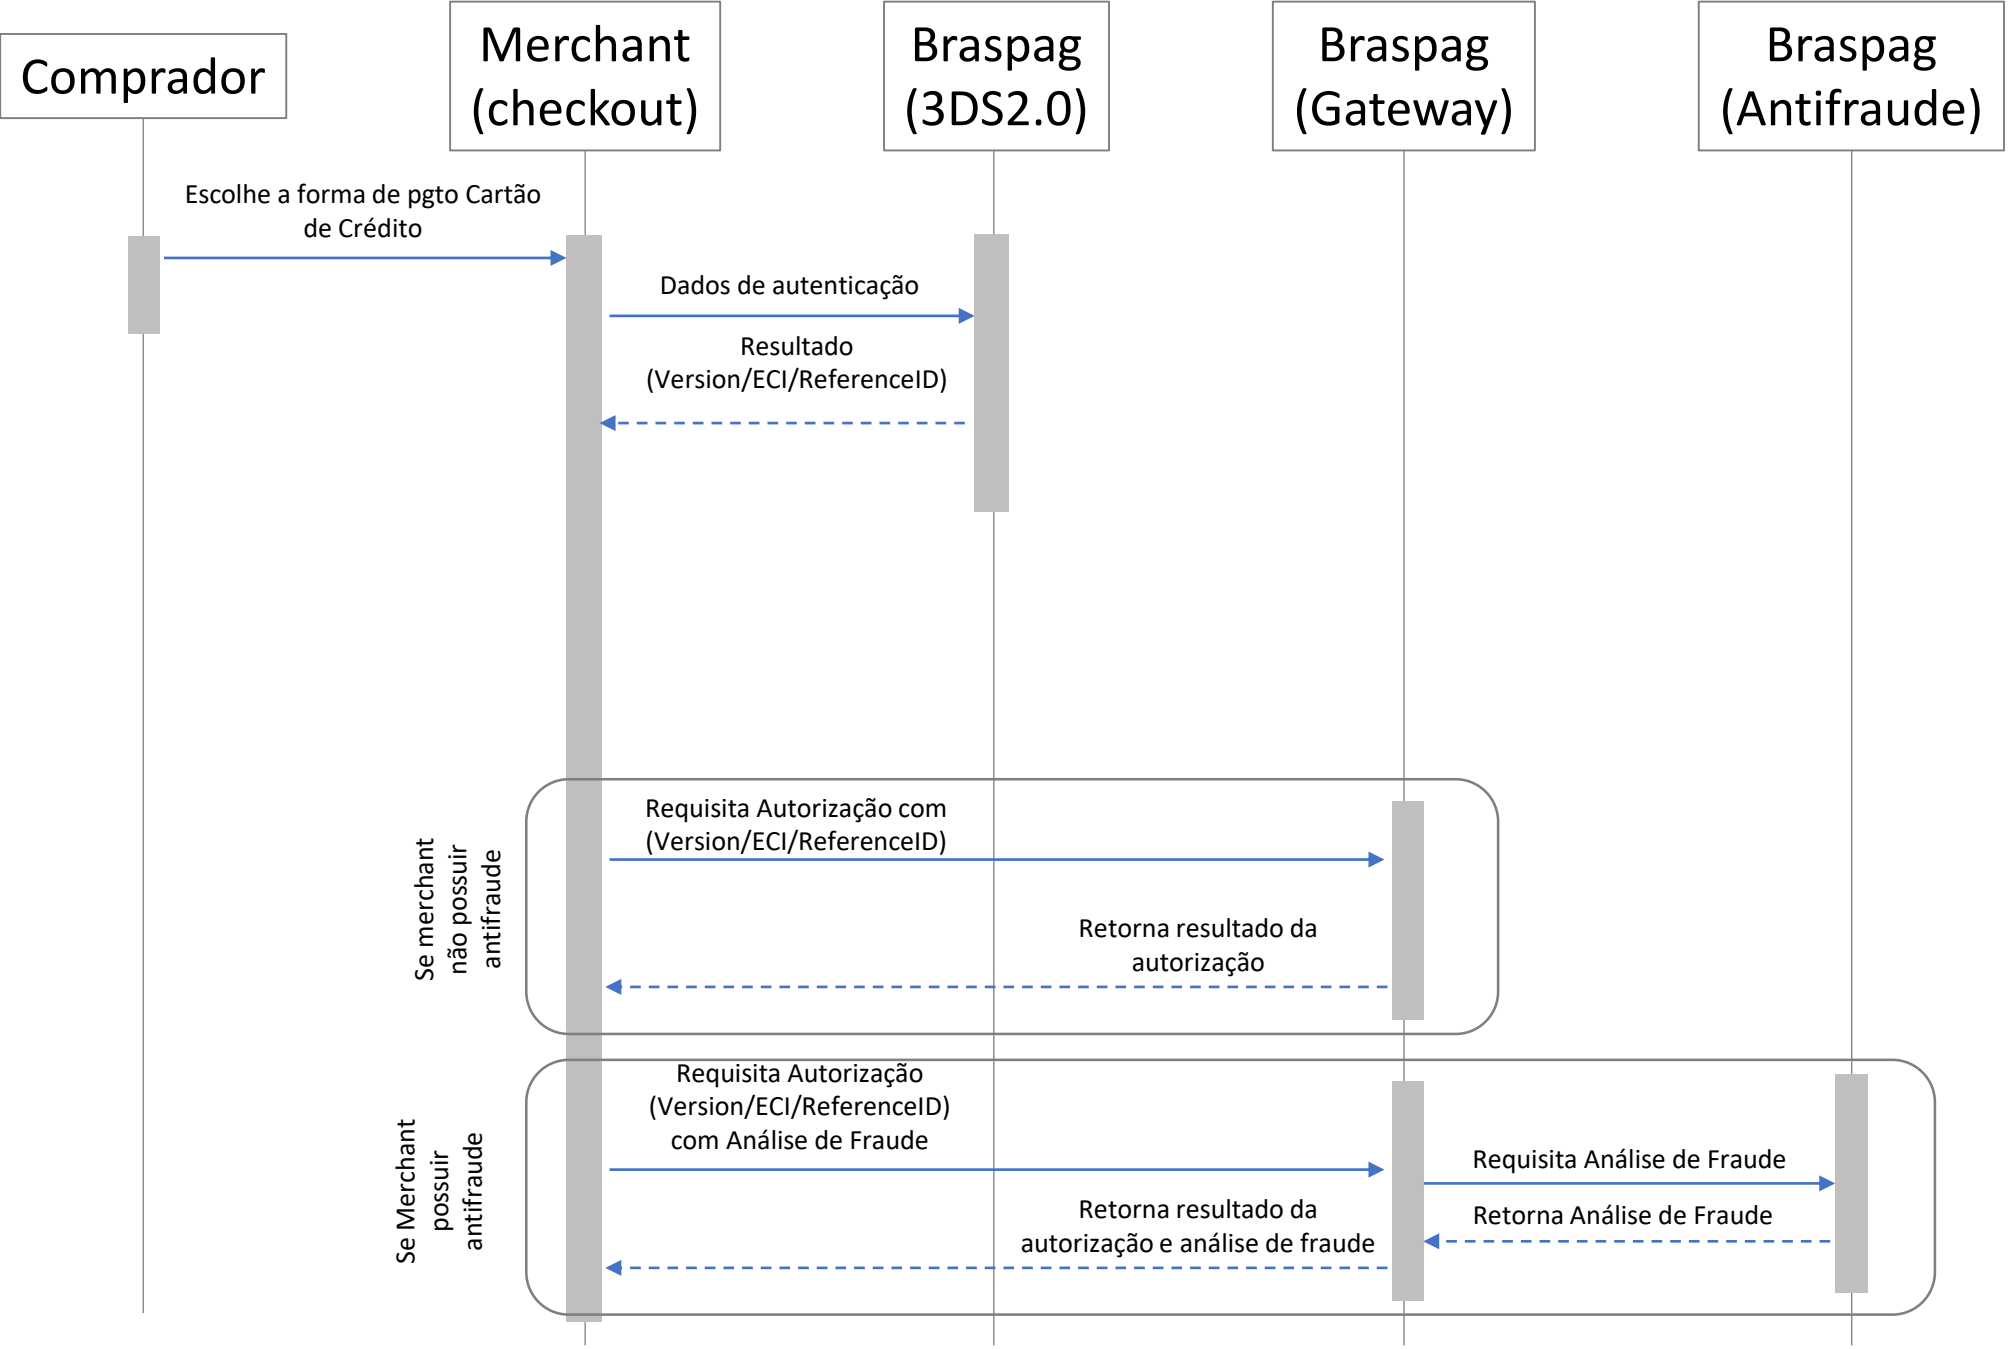 Comprador
Merchant
(checkout)
Braspag
(3DS2.0)
Braspag
(Gateway)
Braspag
(Antifraude)
Escolhe a forma de pgto Cartão
de Crédito
Dados de autenticação
Resultado
(Version/ECI/ReferenceID)
Se merchant
não possuir
antifraude
Requisita Autorização com
(Version/ECI/ReferenceID)
Retorna resultado da
autorização
Se Merchant
possuir
antifraude
Requisita Autorização
(Version/ECI/ReferenceID)
com Análise de Fraude
Requisita Análise de Fraude
Retorna resultado da
autorização e análise de fraude
Retorna Análise de Fraude